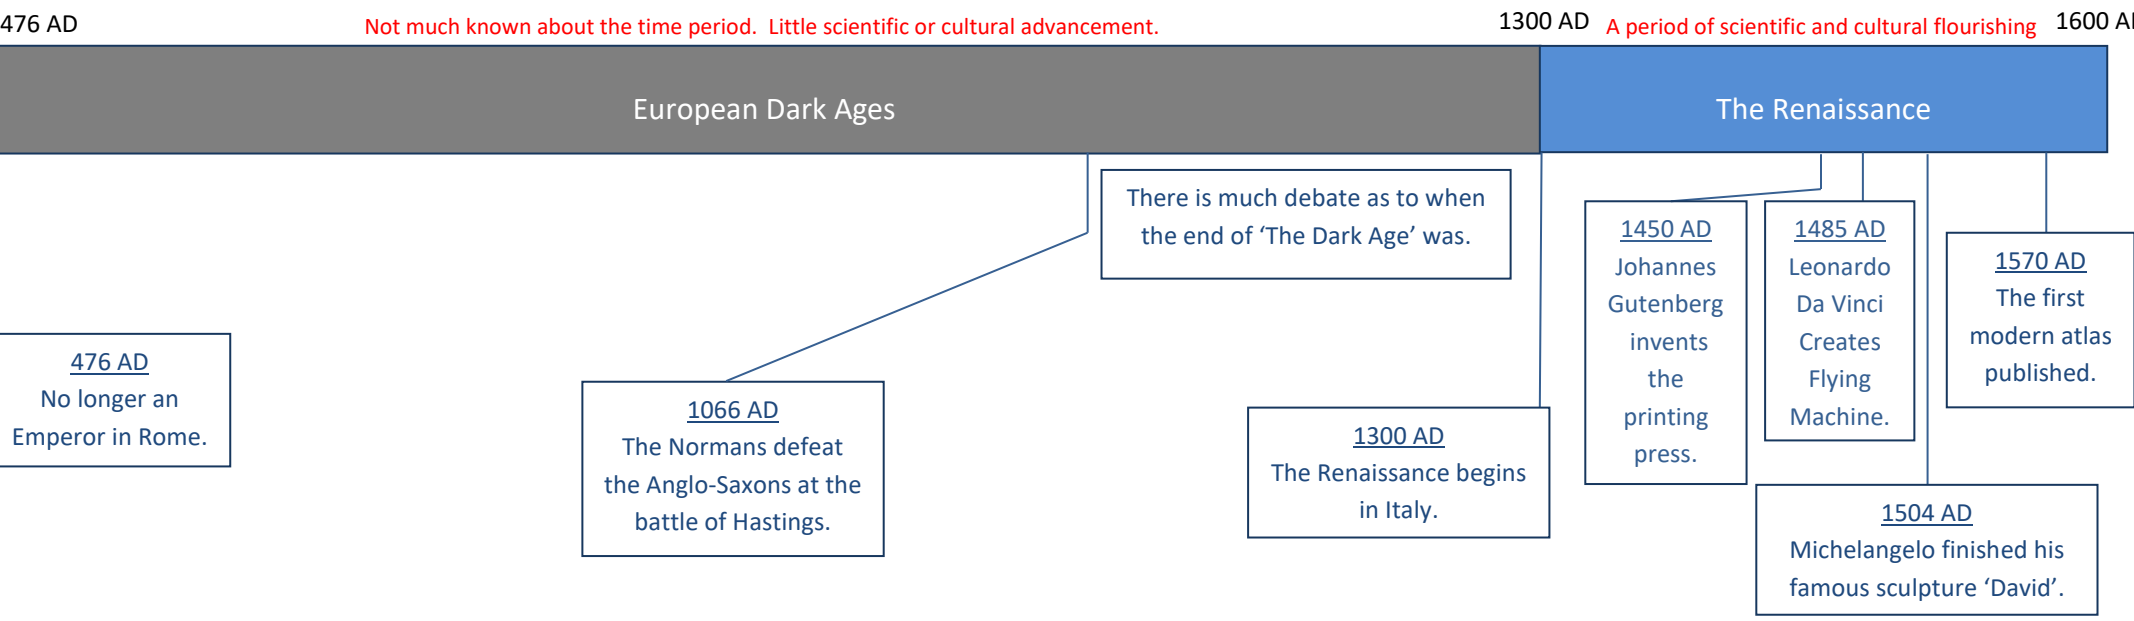 476 AD
Not much known about the time period.  Little scientific or cultural advancement.
1300 AD
A period of scientific and cultural flourishing
1600 A
European Dark Ages
The Renaissance
There is much debate as to when
the end of ‘The Dark Age’ was.
476 AD
No longer an
Emperor in Rome.
1066 AD
The Normans defeat
the Anglo-Saxons at the
battle of Hastings.
1300 AD
The Renaissance begins
in Italy.
1450 AD
Johannes
Gutenberg
invents
the
printing
press.
1485 AD
Leonardo
Da Vinci
Creates
Flying
Machine.
1504 AD
Michelangelo finished his
famous sculpture ‘David’.
1570 AD
The first
modern atlas
published.